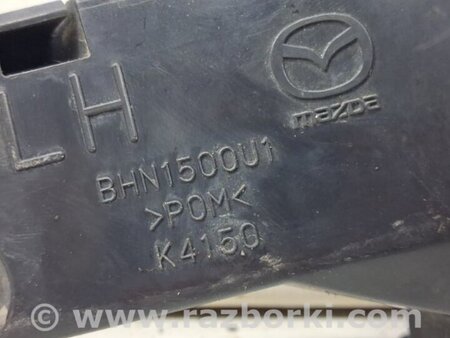 mazda
LH
BHN1500U1
>POM<
K4150
© www.razborki.com